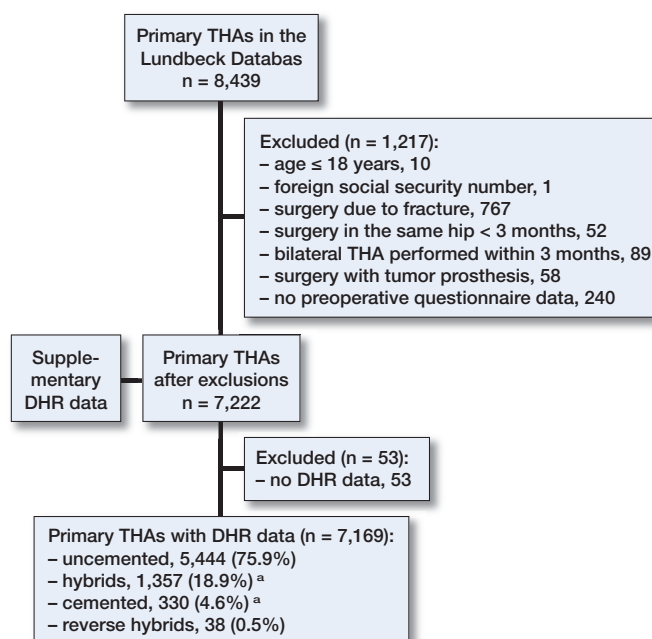 Primary THAs in the
Lundbeck Databas
n = 8,439
Excluded (n = 1,217):
– age ≤ 18 years, 10
– foreign social security number, 1
– surgery due to fracture, 767
– surgery in the same hip < 3 months, 52
– bilateral THA performed within 3 months, 89
– surgery with tumor prosthesis, 58
– no preoperative questionnaire data, 240
Supple-
mentary
DHR data
Primary THAs
after exclusions
n = 7,222
Excluded (n = 53):
– no DHR data, 53
Primary THAs with DHR data (n = 7,169):
– uncemented, 5,444 (75.9%)
– hybrids, 1,357 (18.9%) ª
– cemented, 330 (4.6%) ª
– reverse hybrids, 38 (0.5%)